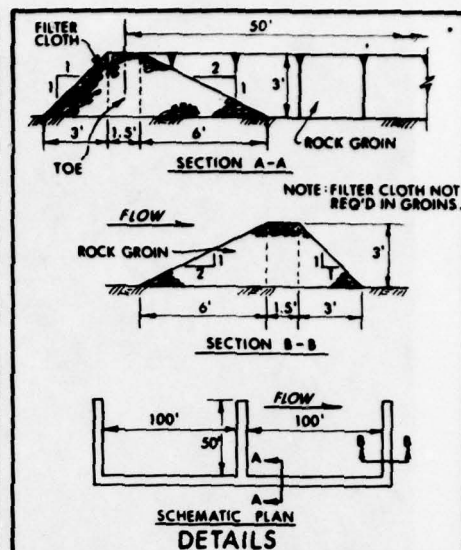 FILTER
CLOTH
50'
1
1
2
1
3'
3'
1.5'
6'
TOE
ROCK GROIN
SECTION A-A
NOTE: FILTER CLOTH NOT
REQ'D IN GROINS.
FLOW
ROCK GROIN
2
1
1
1
3'
6'
1.5'
3'
SECTION B-B
FLOW
100'
100'
50'
A
A
B
B
SCHEMATIC PLAN
DETAILS